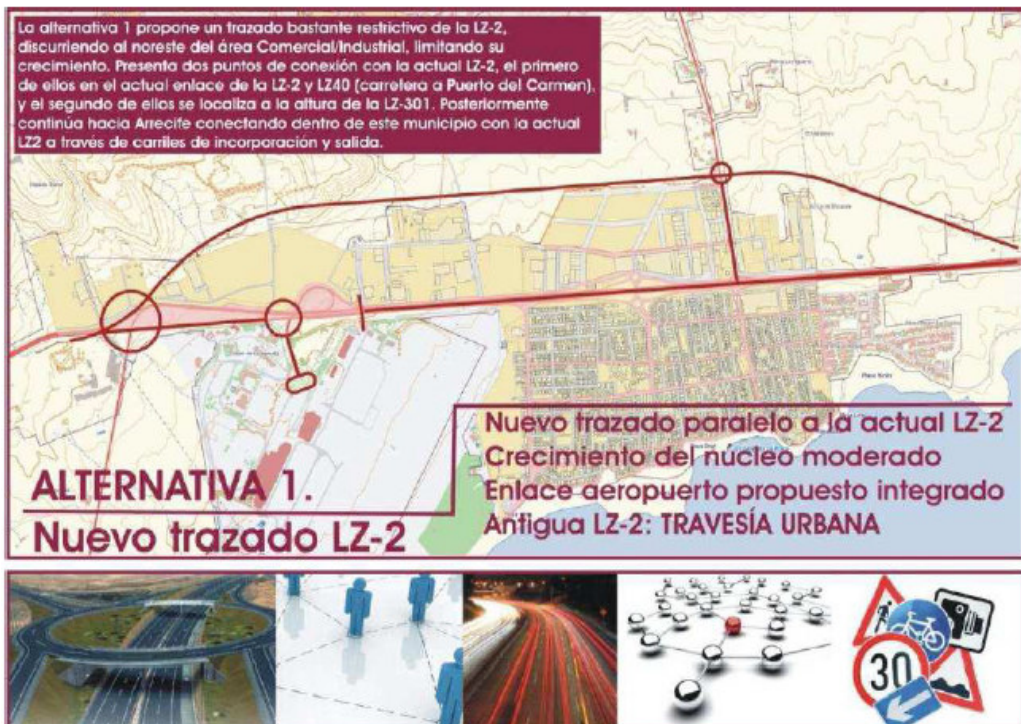 La alternativa 1 propone un trazado bastante restrictivo de la LZ-2,
discurriendo al noreste del área Comercial/Industrial, limitando su
crecimiento. Presenta dos puntos de conexión con la actual LZ-2, el primero
de ellos en el actual enlace de la LZ-2 y LZ40 (carretera a Puerto del Carmen),
y el segundo de ellos se localiza a la altura de la LZ-301. Posteriormente
continúa hacia Arrecife conectando dentro de este municipio con la actual
LZ2 a través de carriles de incorporación y salida.
Nuevo trazado paralelo a la actual LZ-2
Crecimiento del núcleo moderado
Enlace aeropuerto propuesto integrado
Antigua LZ-2: TRAVESÍA URBANA
ALTERNATIVA 1.
Nuevo trazado LZ-2
30